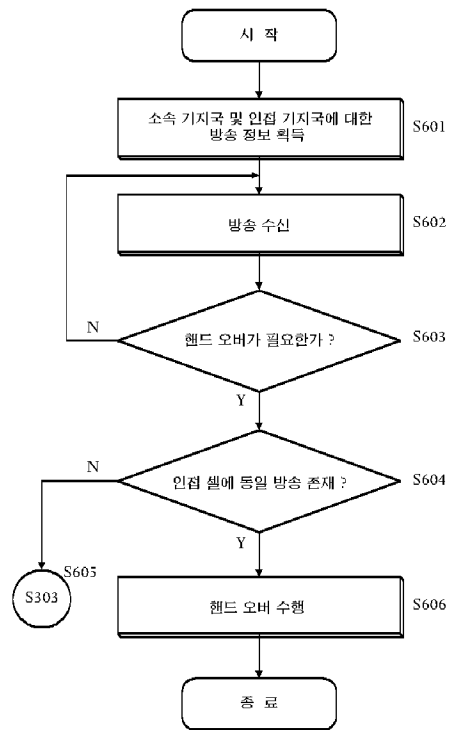 시 작
소속 기지국 및 인접 기지국에 대한
방송 정보 획득
S601
방송 수신
S602
N
핸드 오버가 필요한가 ?
S603
Y
N
인접 셀에 동일 방송 존재 ?
S604
Y
S605
S303
핸드 오버 수행
S606
종 료